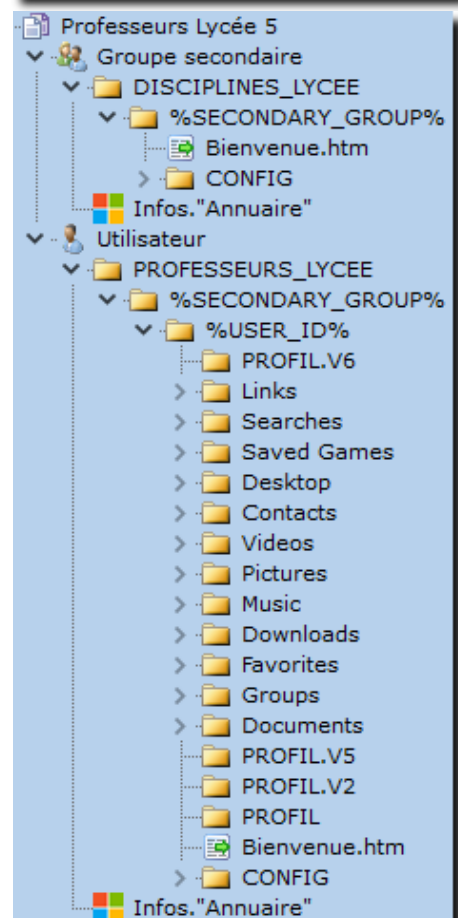 Professeurs Lycée 5
Groupe secondaire
DISCIPLINES_LYCEE
%SECONDARY_GROUP%
Bienvenue.htm
CONFIG
Infos."Annuaire"
Utilisateur
PROFESSEURS_LYCEE
%SECONDARY_GROUP%
%USER_ID%
PROFIL.V6
Links
Searches
Saved Games
Desktop
Contacts
Videos
Pictures
Music
Downloads
Favorites
Groups
Documents
PROFIL.V5
PROFIL.V2
PROFIL
Bienvenue.htm
CONFIG
Infos."Annuaire"